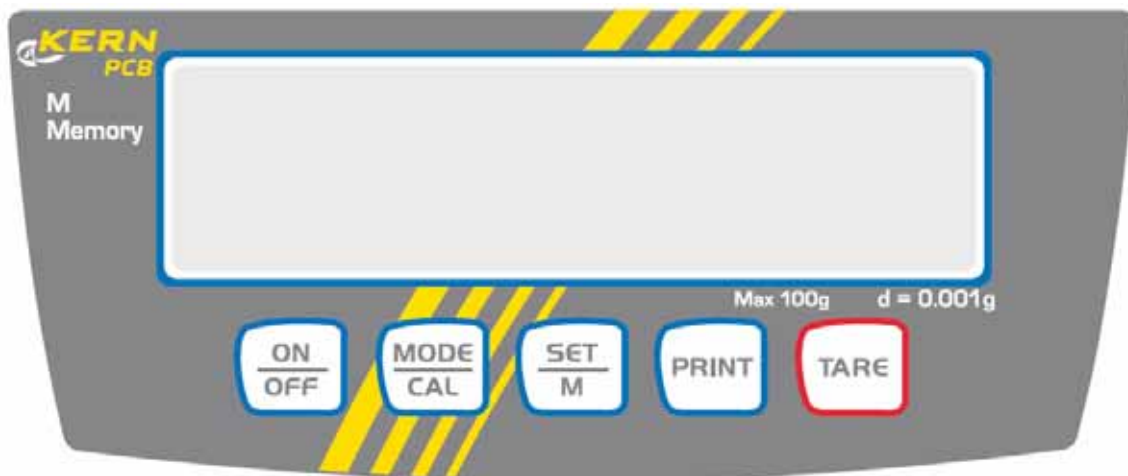 KERN
PCB
M
Memory
Max 100g d = 0.001g
ON
OFF
MODE
CAL
SET
M
PRINT
TARE